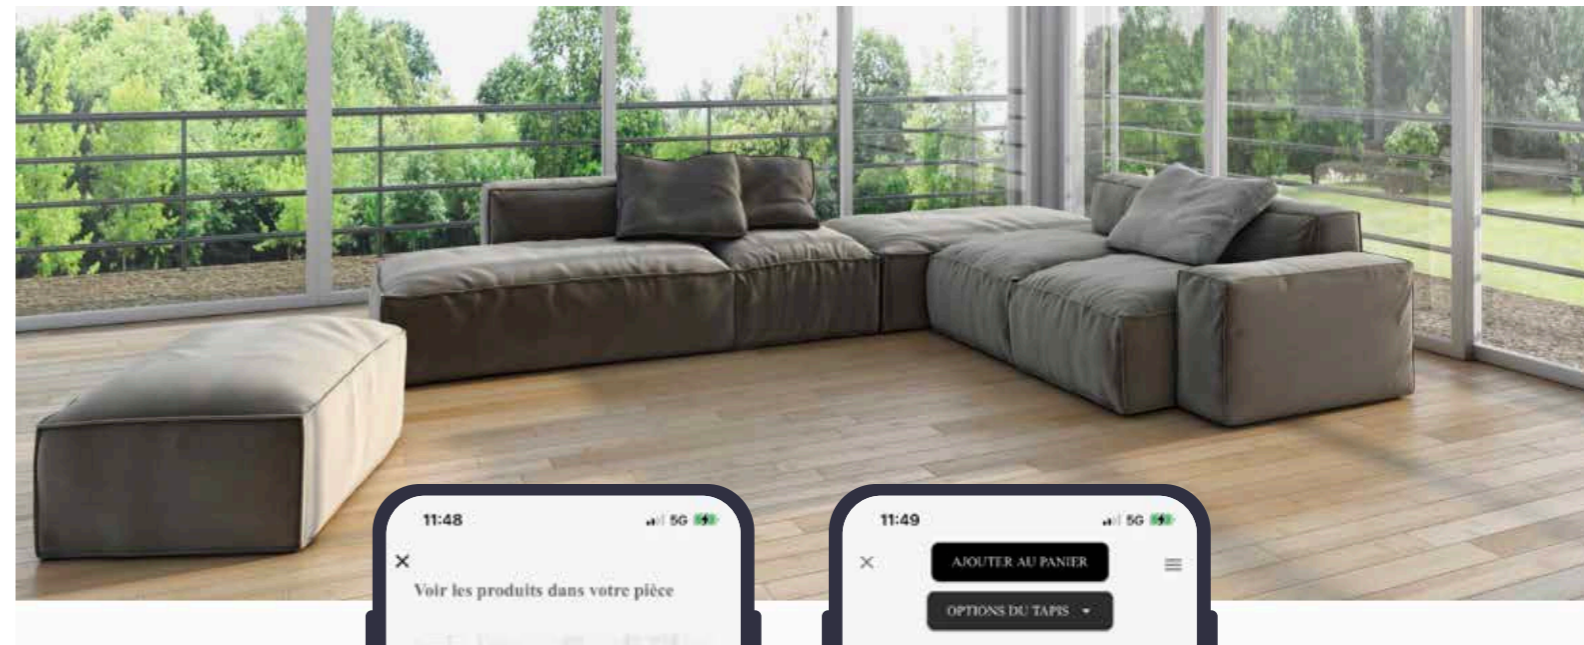 11:48
5G
Voir les produits dans votre pièce
11:49
5G
AJOUTER AU PANIER
OPTIONS DU TAPIS